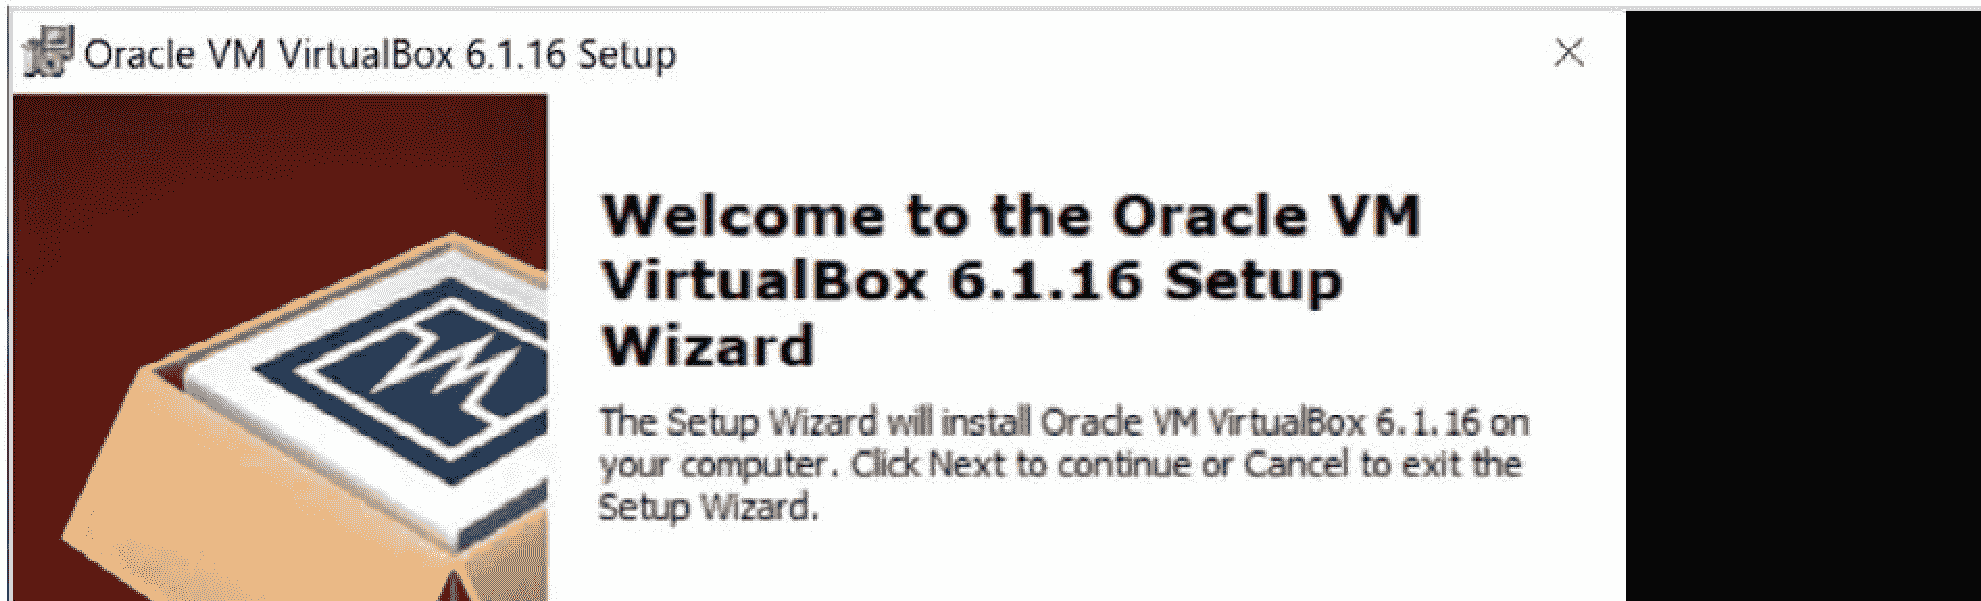 Oracle VM VirtualBox 6.1.16 Setup
Welcome to the Oracle VM
VirtualBox 6.1.16 Setup
Wizard
The Setup Wizard will install Oracle VM VirtualBox 6.1.16 on
your computer. Click Next to continue or Cancel to exit the
Setup Wizard.